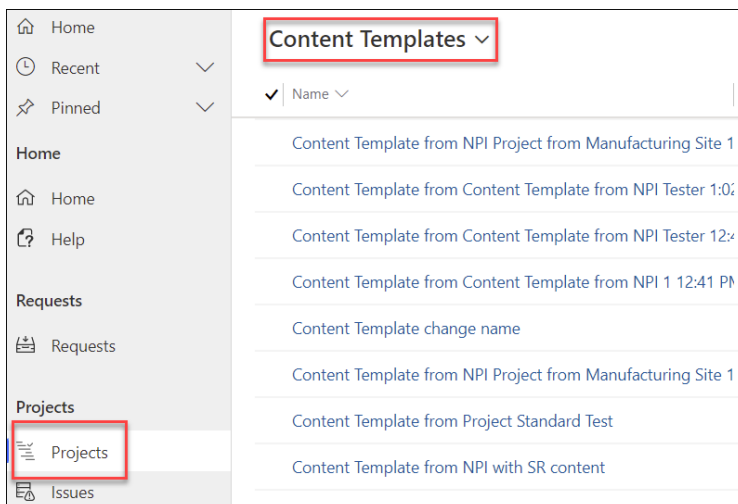 Home
Recent
Pinned
Home
Home
Help
Requests
Requests
Projects
Projects
Issues
Content Templates
Name
Content Template from NPI Project from Manufacturing Site 1
Content Template from Content Template from NPI Tester 1:02
Content Template from Content Template from NPI Tester 12:4
Content Template from Content Template from NPI 1 12:41 PM
Content Template change name
Content Template from NPI Project from Manufacturing Site 1
Content Template from Project Standard Test
Content Template from NPI with SR content